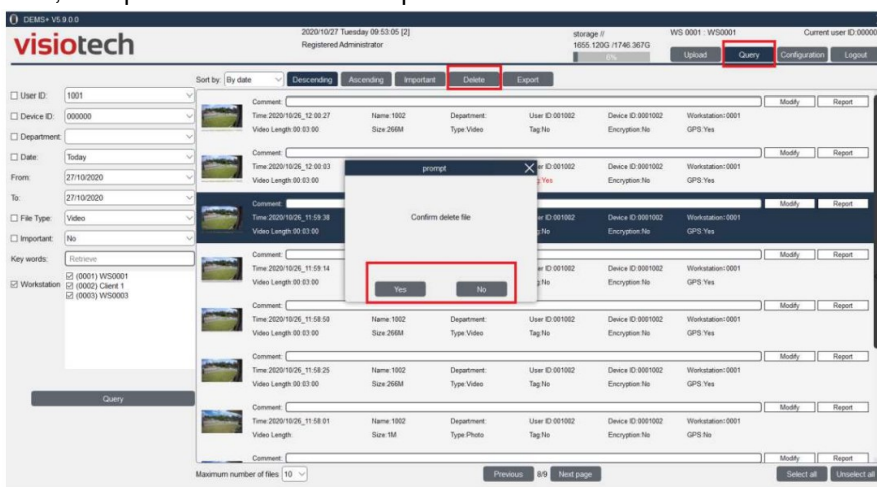 DEMS+ V5.9.0.0
visiotech
2020/10/27 Tuesday 09:53:05 [2]
Registered Administrator
storage //
1655.120G /1746.367G
0%
WS 0001 : WS0001
Current user ID:00000
Upload Query Configuration Logout
Sort by: By date Descending Ascending Important Delete Export
User ID: 1001
Device ID: 000000
Department:
Date: Today
From: 27/10/2020
To: 27/10/2020
File Type: Video
Important: No
Key words: Retrieve
Workstation (0001) WS0001
(0002) Client 1
(0003) WS0003
Query
Comment: Modify Report
Time:2020/10/26_12:00:27 Name:1002 Department: User ID:001002 Device ID:0001002 Workstation:0001
Video Length:00:03:00 Size:266M Type:Video Tag:No Encryption:No GPS:Yes
Comment: Modify Report
Time:2020/10/26_12:00:03 er ID:001002 Device ID:0001002 Workstation:0001
Video Length:00:03:00 g:Yes Encryption:No GPS:Yes
Comment: Modify Report
Time:2020/10/26_11:59:38 er ID:001002 Device ID:0001002 Workstation:0001
Video Length:00:03:00 g:No Encryption:No GPS:Yes
prompt
Confirm delete file
Yes No
Comment: Modify Report
Time:2020/10/26_11:59:14 er ID:001002 Device ID:0001002 Workstation:0001
Video Length:00:03:00 g:No Encryption:No GPS:Yes
Comment: Modify Report
Time:2020/10/26_11:58:50 Name:1002 Department: User ID:001002 Device ID:0001002 Workstation:0001
Video Length:00:03:00 Size:266M Type:Video Tag:No Encryption:No GPS:Yes
Comment: Modify Report
Time:2020/10/26_11:58:25 Name:1002 Department: User ID:001002 Device ID:0001002 Workstation:0001
Video Length:00:03:00 Size:266M Type:Video Tag:No Encryption:No GPS:Yes
Comment: Modify Report
Time:2020/10/26_11:58:01 Name:1002 Department: User ID:001002 Device ID:0001002 Workstation:0001
Video Length: Size:1M Type:Photo Tag:No Encryption:No GPS:No
Comment: Modify Report
Maximum number of files 10 Previous 8/9 Next page Select all Unselect all